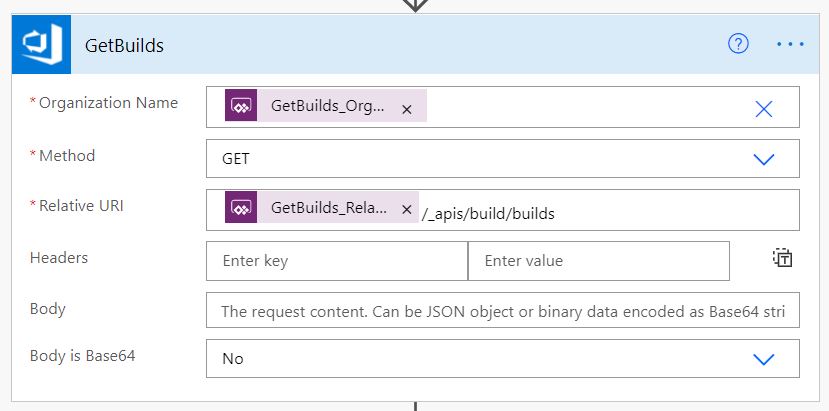 GetBuilds
* Organization Name
GetBuilds_Org... ×
* Method
GET
* Relative URI
GetBuilds_Rela... × /_apis/build/builds
Headers
Enter key
Enter value
Body
The request content. Can be JSON object or binary data encoded as Base64 stri
Body is Base64
No